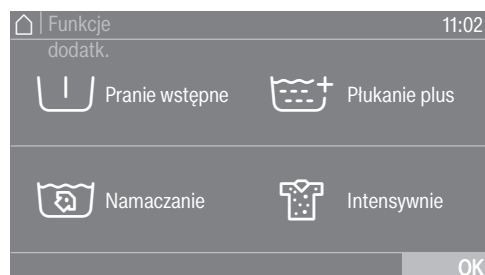 Funkcje 11:02
dodatk.
Pranie wstępne Płukanie plus
Namaczanie Intensywnie
OK